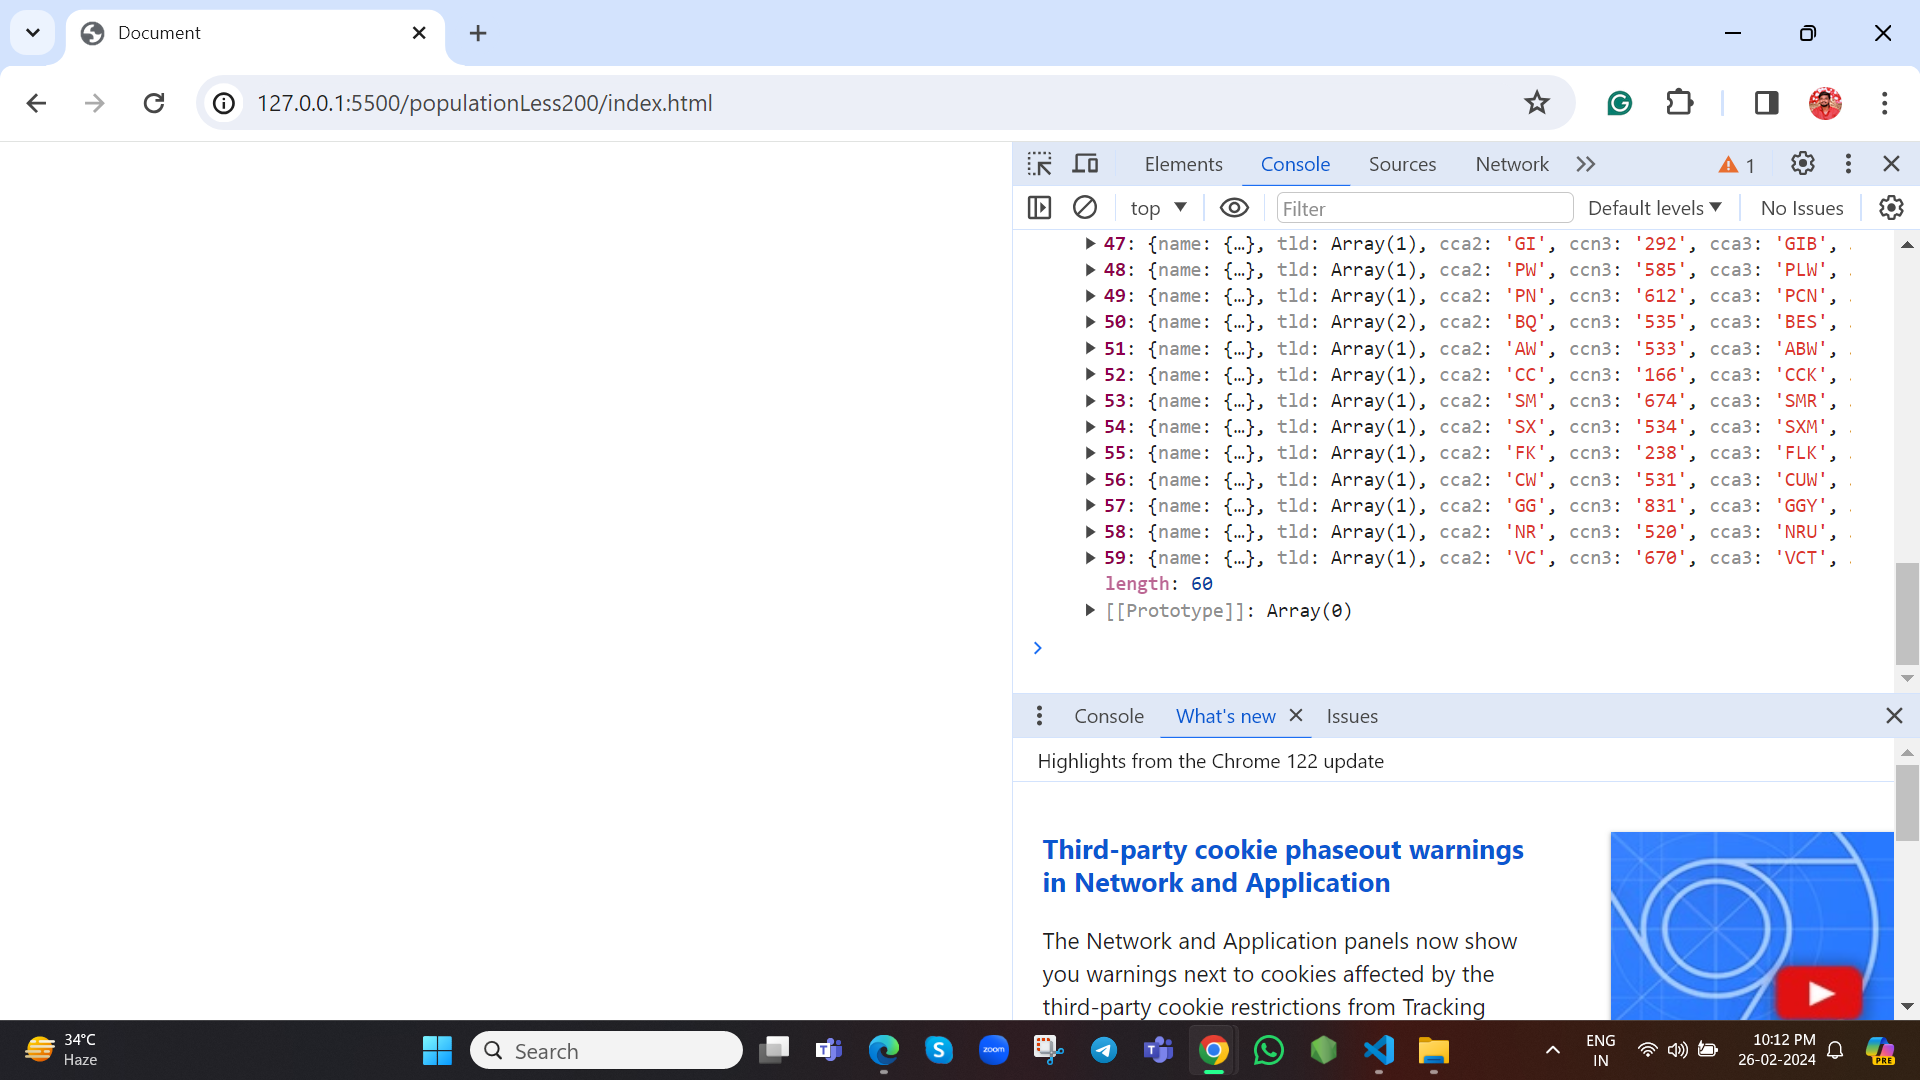 Document
127.0.0.1:5500/populationLess200/index.html
Elements Console Sources Network 1
top Filter Default levels No Issues
47: {name: {…}, tld: Array(1), cca2: 'GI', ccn3: '292', cca3: 'GIB', .
48: {name: {…}, tld: Array(1), cca2: 'PW', ccn3: '585', cca3: 'PLW', .
49: {name: {…}, tld: Array(1), cca2: 'PN', ccn3: '612', cca3: 'PCN', .
50: {name: {…}, tld: Array(2), cca2: 'BQ', ccn3: '535', cca3: 'BES', .
51: {name: {…}, tld: Array(1), cca2: 'AW', ccn3: '533', cca3: 'ABW', .
52: {name: {…}, tld: Array(1), cca2: 'CC', ccn3: '166', cca3: 'CCK', .
53: {name: {…}, tld: Array(1), cca2: 'SM', ccn3: '674', cca3: 'SMR', .
54: {name: {…}, tld: Array(1), cca2: 'SX', ccn3: '534', cca3: 'SXM', .
55: {name: {…}, tld: Array(1), cca2: 'FK', ccn3: '238', cca3: 'FLK', .
56: {name: {…}, tld: Array(1), cca2: 'CW', ccn3: '531', cca3: 'CUW', .
57: {name: {…}, tld: Array(1), cca2: 'GG', ccn3: '831', cca3: 'GGY', .
58: {name: {…}, tld: Array(1), cca2: 'NR', ccn3: '520', cca3: 'NRU', .
59: {name: {…}, tld: Array(1), cca2: 'VC', ccn3: '670', cca3: 'VCT', .
length: 60
[[Prototype]]: Array(0)
Console What's new Issues
Highlights from the Chrome 122 update
Third-party cookie phaseout warnings
in Network and Application
The Network and Application panels now show
you warnings next to cookies affected by the
third-party cookie restrictions from Tracking
34°C
Haze
Search
zoom
ENG
IN
10:12 PM
26-02-2024
PRE